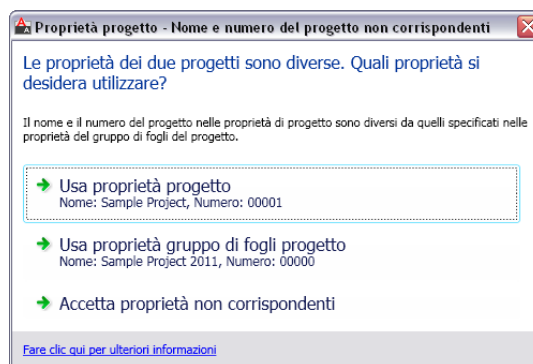 Proprietà progetto - Nome e numero del progetto non corrispondenti
Le proprietà dei due progetti sono diverse. Quali proprietà si
desidera utilizzare?
Il nome e il numero del progetto nelle proprietà di progetto sono diversi da quelli specificati nelle
proprietà del gruppo di fogli del progetto.
Usa proprietà progetto
Nome: Sample Project, Numero: 00001
Usa proprietà gruppo di fogli progetto
Nome: Sample Project 2011, Numero: 00000
Accetta proprietà non corrispondenti
Fare clic qui per ulteriori informazioni